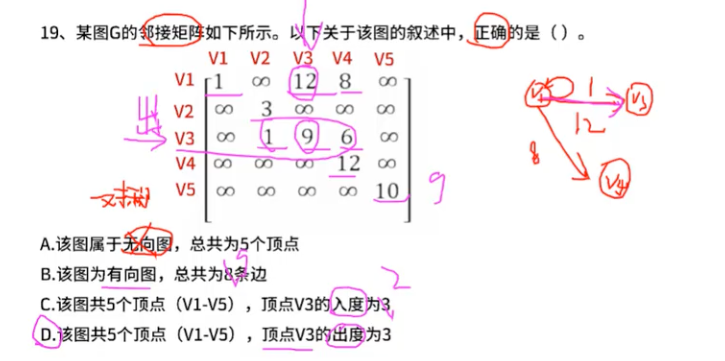 19、某图G的邻接矩阵如下所示。以下关于该图的叙述中，正确的是（）。
V1 V2 V3 V4 V5
V1 1 ∞ 12 8 ∞
V2 ∞ 3 ∞ ∞ ∞
V3 ∞ 1 9 6 ∞
V4 ∞ ∞ ∞ 12 ∞
V5 ∞ ∞ ∞ ∞ 10
9
1
V3
12
8
V4
A.该图属于无向图，总共为5个顶点
B.该图为有向图，总共为8条边
2
C.该图共5个顶点（V1-V5），顶点V3的入度为3
D.该图共5个顶点（V1-V5），顶点V3的出度为3